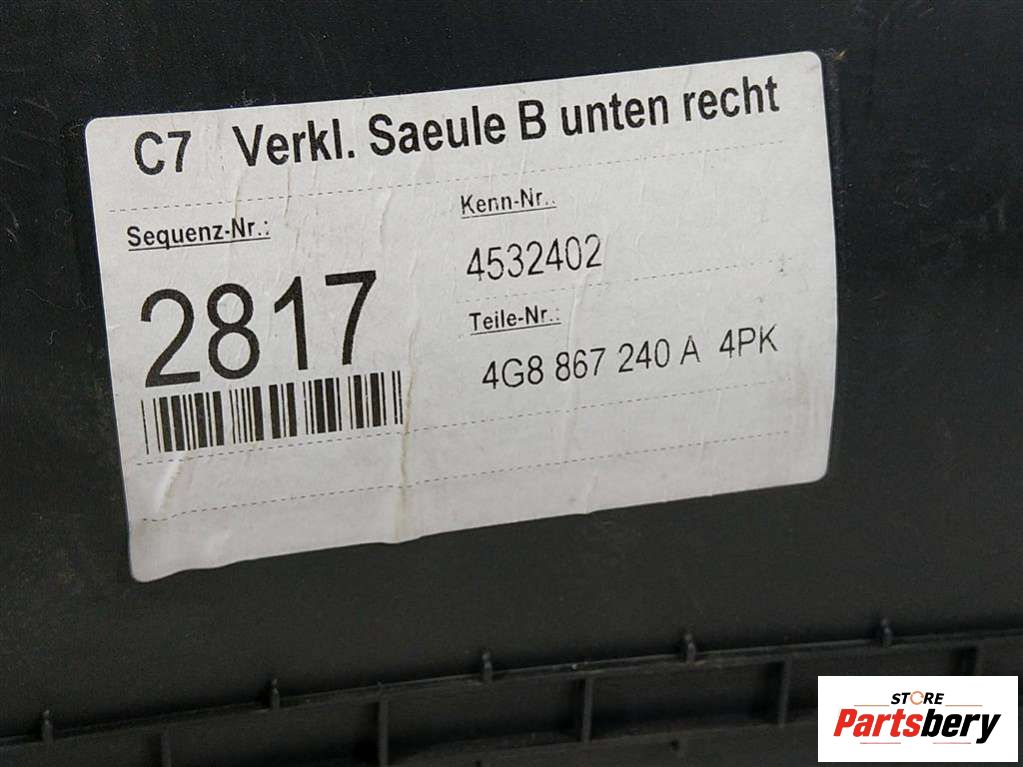 C7 Verkl. Saeule B unten recht
Sequenz-Nr.:
2817
Kenn-Nr.:
4532402
Teile-Nr.:
4G8 867 240 A 4PK
STORE
Partsbery